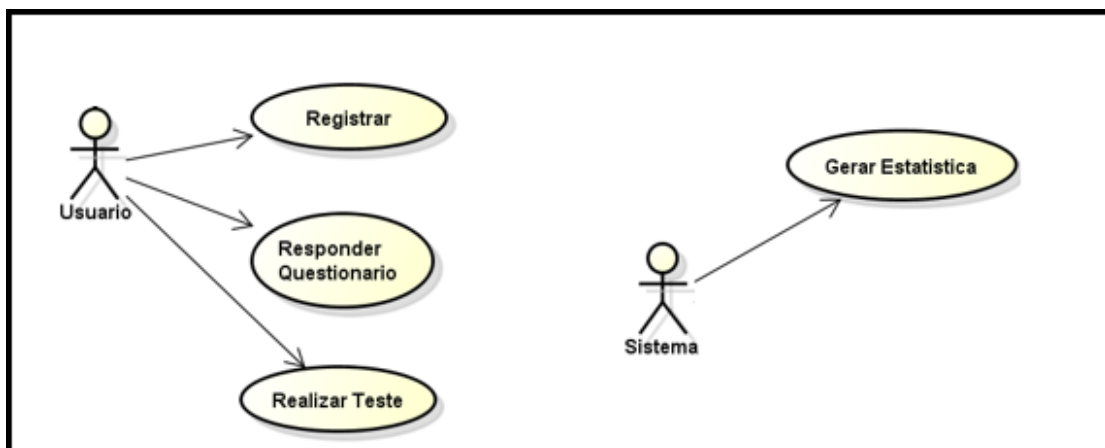 Registrar
Usuario
Responder
Questionario
Realizar Teste
Gerar Estatistica
Sistema